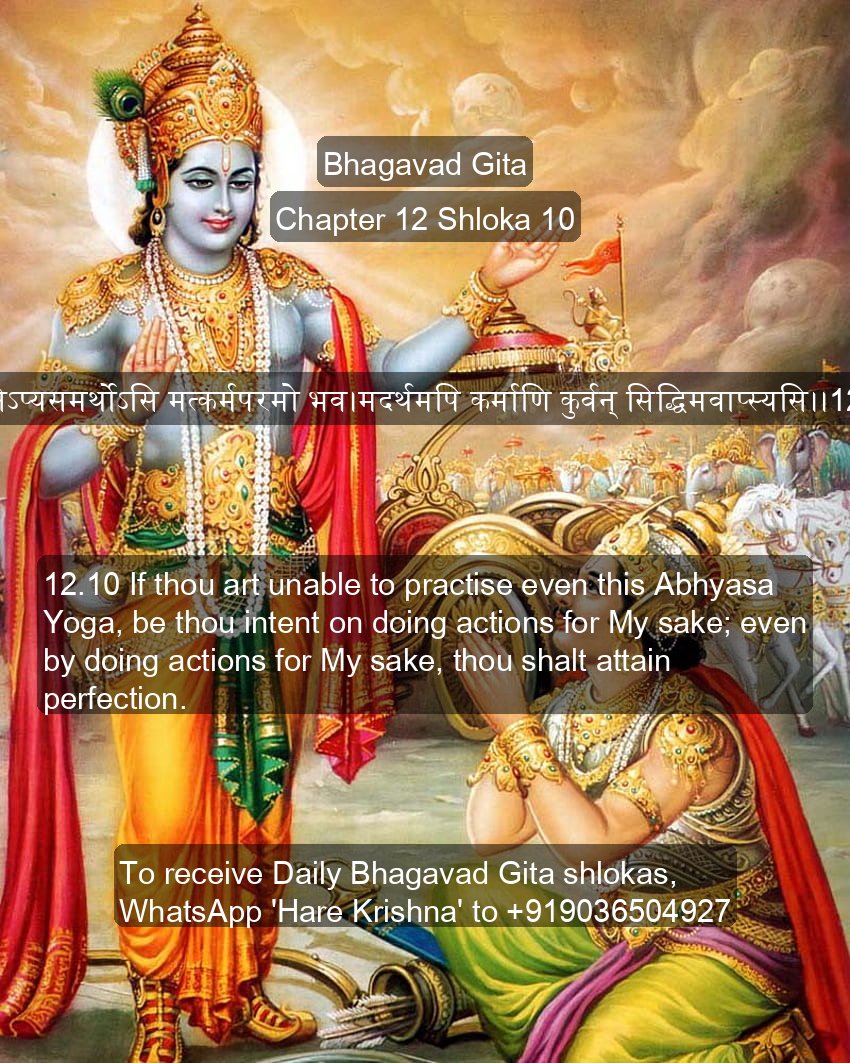 Bhagavad Gita
Chapter 12 Shloka 10
मत्कर्मपरमो भव।मदर्थमपि कर्माणि कुर्वन् सिद्धिमवाप्स्यसि।।
12.10 If thou art unable to practise even this Abhyasa
Yoga, be thou intent on doing actions for My sake; even
by doing actions for My sake, thou shalt attain
perfection.
To receive Daily Bhagavad Gita shlokas,
WhatsApp 'Hare Krishna' to +919036504927